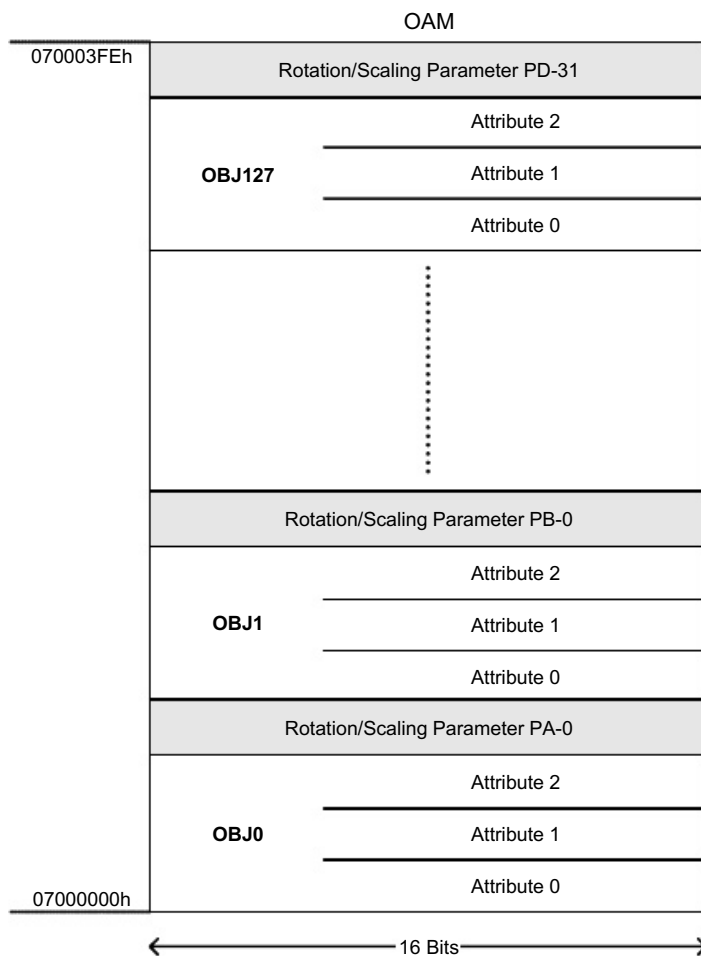 OAM
070003FEh
Rotation/Scaling Parameter PD-31
Attribute 2
OBJ127
Attribute 1
Attribute 0
Rotation/Scaling Parameter PB-0
Attribute 2
OBJ1
Attribute 1
Attribute 0
Rotation/Scaling Parameter PA-0
Attribute 2
OBJ0
Attribute 1
Attribute 0
07000000h
16 Bits